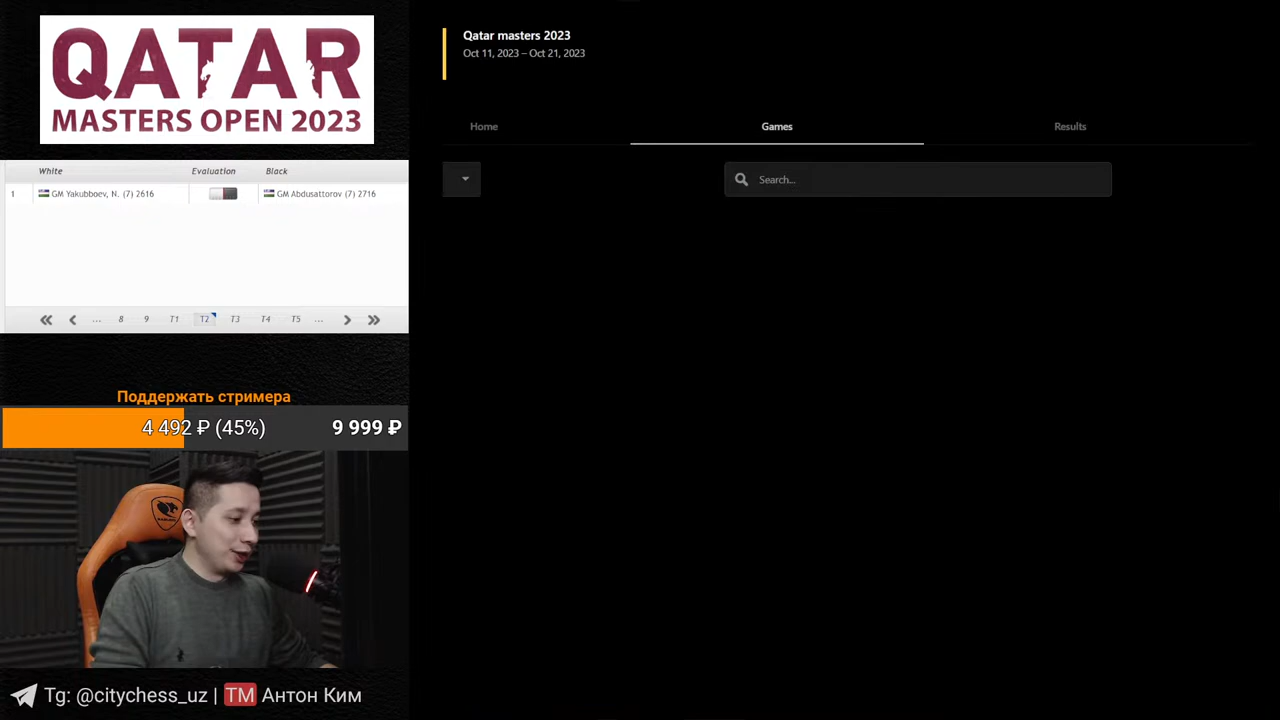 QATAR
MASTERS OPEN 2023
White Evaluation Black
1 GM Yakubboev, N. (7) 2616 GM Abdusattorov (7) 2716
... 8 9 T1 T2 T3 T4 T5 ...
Поддержать стримера
4 492 ₽ (45%) 9 999 ₽
Tg: @citychess_uz | TM Антон Ким
Qatar masters 2023
Oct 11, 2023 – Oct 21, 2023
Home Games Results
Search...